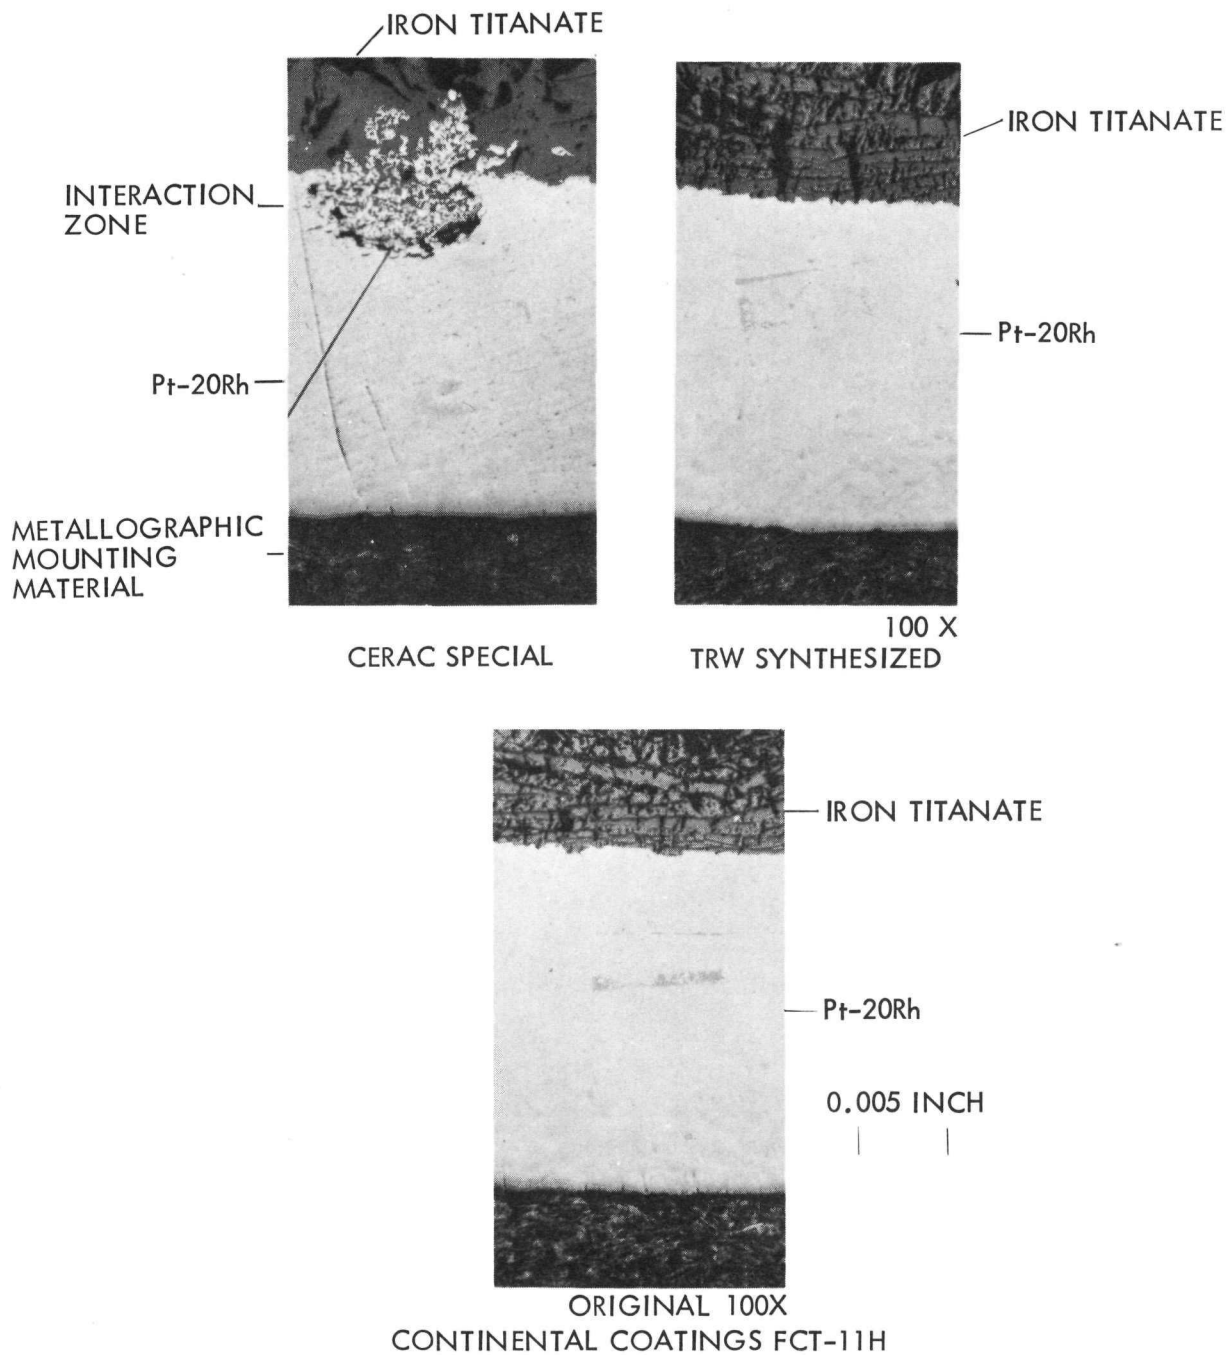 IRON TITANATE
INTERACTION
ZONE
Pt-20Rh
METALLOGRAPHIC
MOUNTING
MATERIAL
CERAC SPECIAL
IRON TITANATE
Pt-20Rh
100 X
TRW SYNTHESIZED
IRON TITANATE
Pt-20Rh
0.005 INCH
ORIGINAL 100X
CONTINENTAL COATINGS FCT-11H